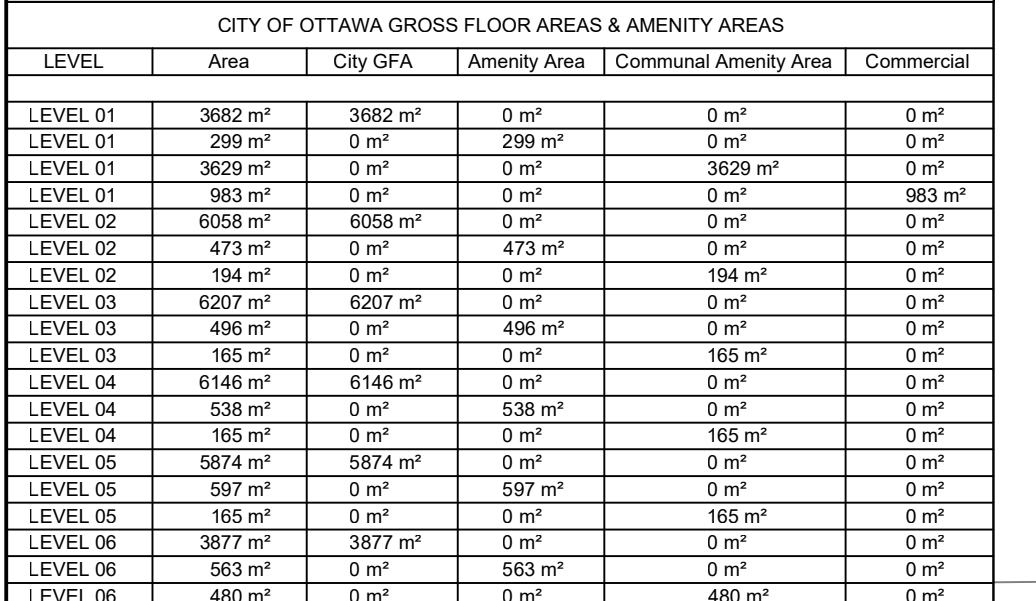 CITY OF OTTAWA GROSS FLOOR AREAS & AMENITY AREAS
LEVEL Area City GFA Amenity Area Communal Amenity Area Commercial
LEVEL 01 3682 m² 3682 m² 0 m² 0 m² 0 m²
LEVEL 01 299 m² 0 m² 299 m² 0 m² 0 m²
LEVEL 01 3629 m² 0 m² 0 m² 3629 m² 0 m²
LEVEL 01 983 m² 0 m² 0 m² 0 m² 983 m²
LEVEL 02 6058 m² 6058 m² 0 m² 0 m² 0 m²
LEVEL 02 473 m² 0 m² 473 m² 0 m² 0 m²
LEVEL 02 194 m² 0 m² 0 m² 194 m² 0 m²
LEVEL 03 6207 m² 6207 m² 0 m² 0 m² 0 m²
LEVEL 03 496 m² 0 m² 496 m² 0 m² 0 m²
LEVEL 03 165 m² 0 m² 0 m² 165 m² 0 m²
LEVEL 04 6146 m² 6146 m² 0 m² 0 m² 0 m²
LEVEL 04 538 m² 0 m² 538 m² 0 m² 0 m²
LEVEL 04 165 m² 0 m² 0 m² 165 m² 0 m²
LEVEL 05 5874 m² 5874 m² 0 m² 0 m² 0 m²
LEVEL 05 597 m² 0 m² 597 m² 0 m² 0 m²
LEVEL 05 165 m² 0 m² 0 m² 165 m² 0 m²
LEVEL 06 3877 m² 3877 m² 0 m² 0 m² 0 m²
LEVEL 06 563 m² 0 m² 563 m² 0 m² 0 m²
LEVEL 06 480 m² 0 m² 0 m² 480 m² 0 m²